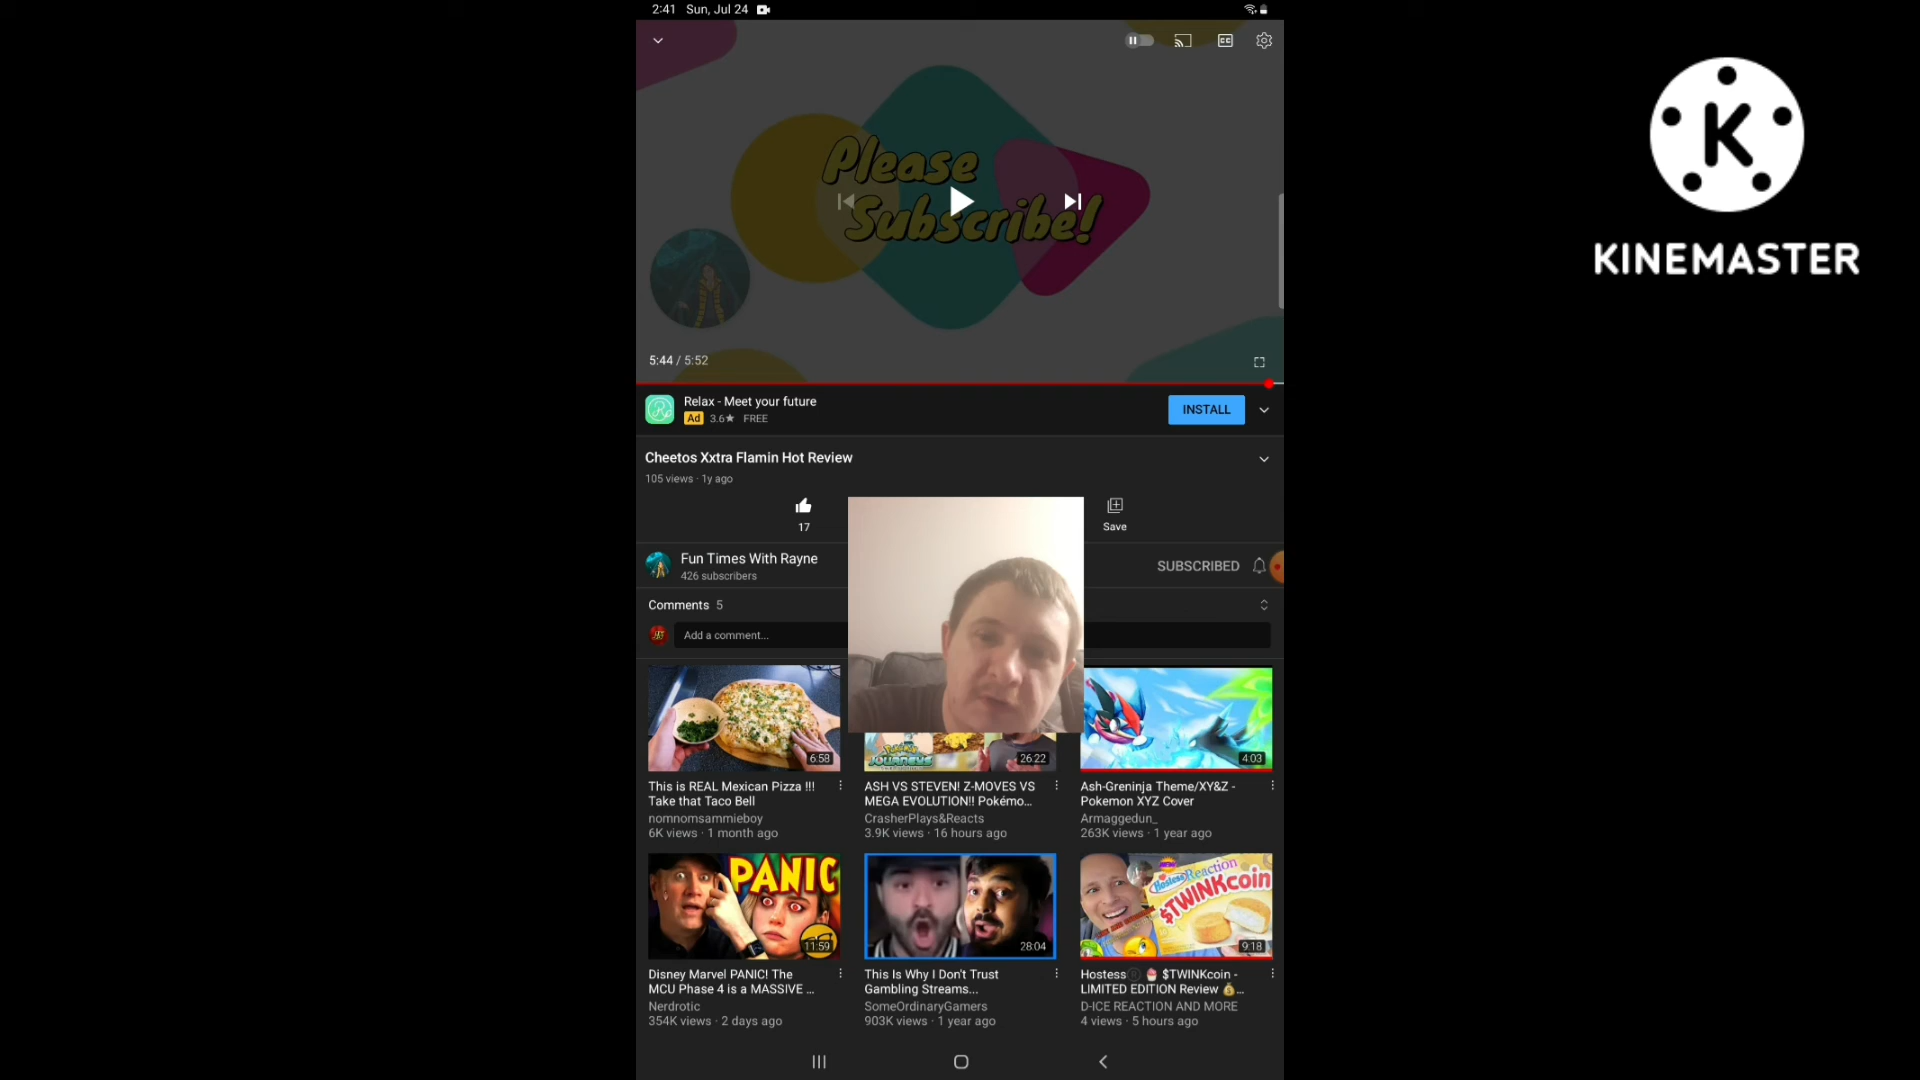 2:41 Sun, Jul 24
Please
Subscribe!
5:44 / 5:52
Relax - Meet your future
Ad 3.6★ FREE
INSTALL
Cheetos Xxtra Flamin Hot Review
105 views · 1y ago
17
Save
Fun Times With Rayne
426 subscribers
SUBSCRIBED
Comments 5
Add a comment...
6:58
This is REAL Mexican Pizza !!!
Take that Taco Bell
nomnomsammieboy
6K views · 1 month ago
POKéMON
JOURNEYS
26:22
ASH VS STEVEN! Z-MOVES VS
MEGA EVOLUTION!! Pokémo...
CrasherPlays&Reacts
3.9K views · 16 hours ago
4:03
Ash-Greninja Theme/XY&Z -
Pokemon XYZ Cover
Armaggedun_
263K views · 1 year ago
PANIC
11:59
Disney Marvel PANIC! The
MCU Phase 4 is a MASSIVE ...
Nerdrotic
354K views · 2 days ago
28:04
This Is Why I Don't Trust
Gambling Streams...
SomeOrdinaryGamers
903K views · 1 year ago
Hostess Reaction
$TWINKcoin
9:18
Hostess®️ 🧁 $TWINKcoin -
LIMITED EDITION Review 💰...
D-ICE REACTION AND MORE
4 views · 5 hours ago
K
KINEMASTER